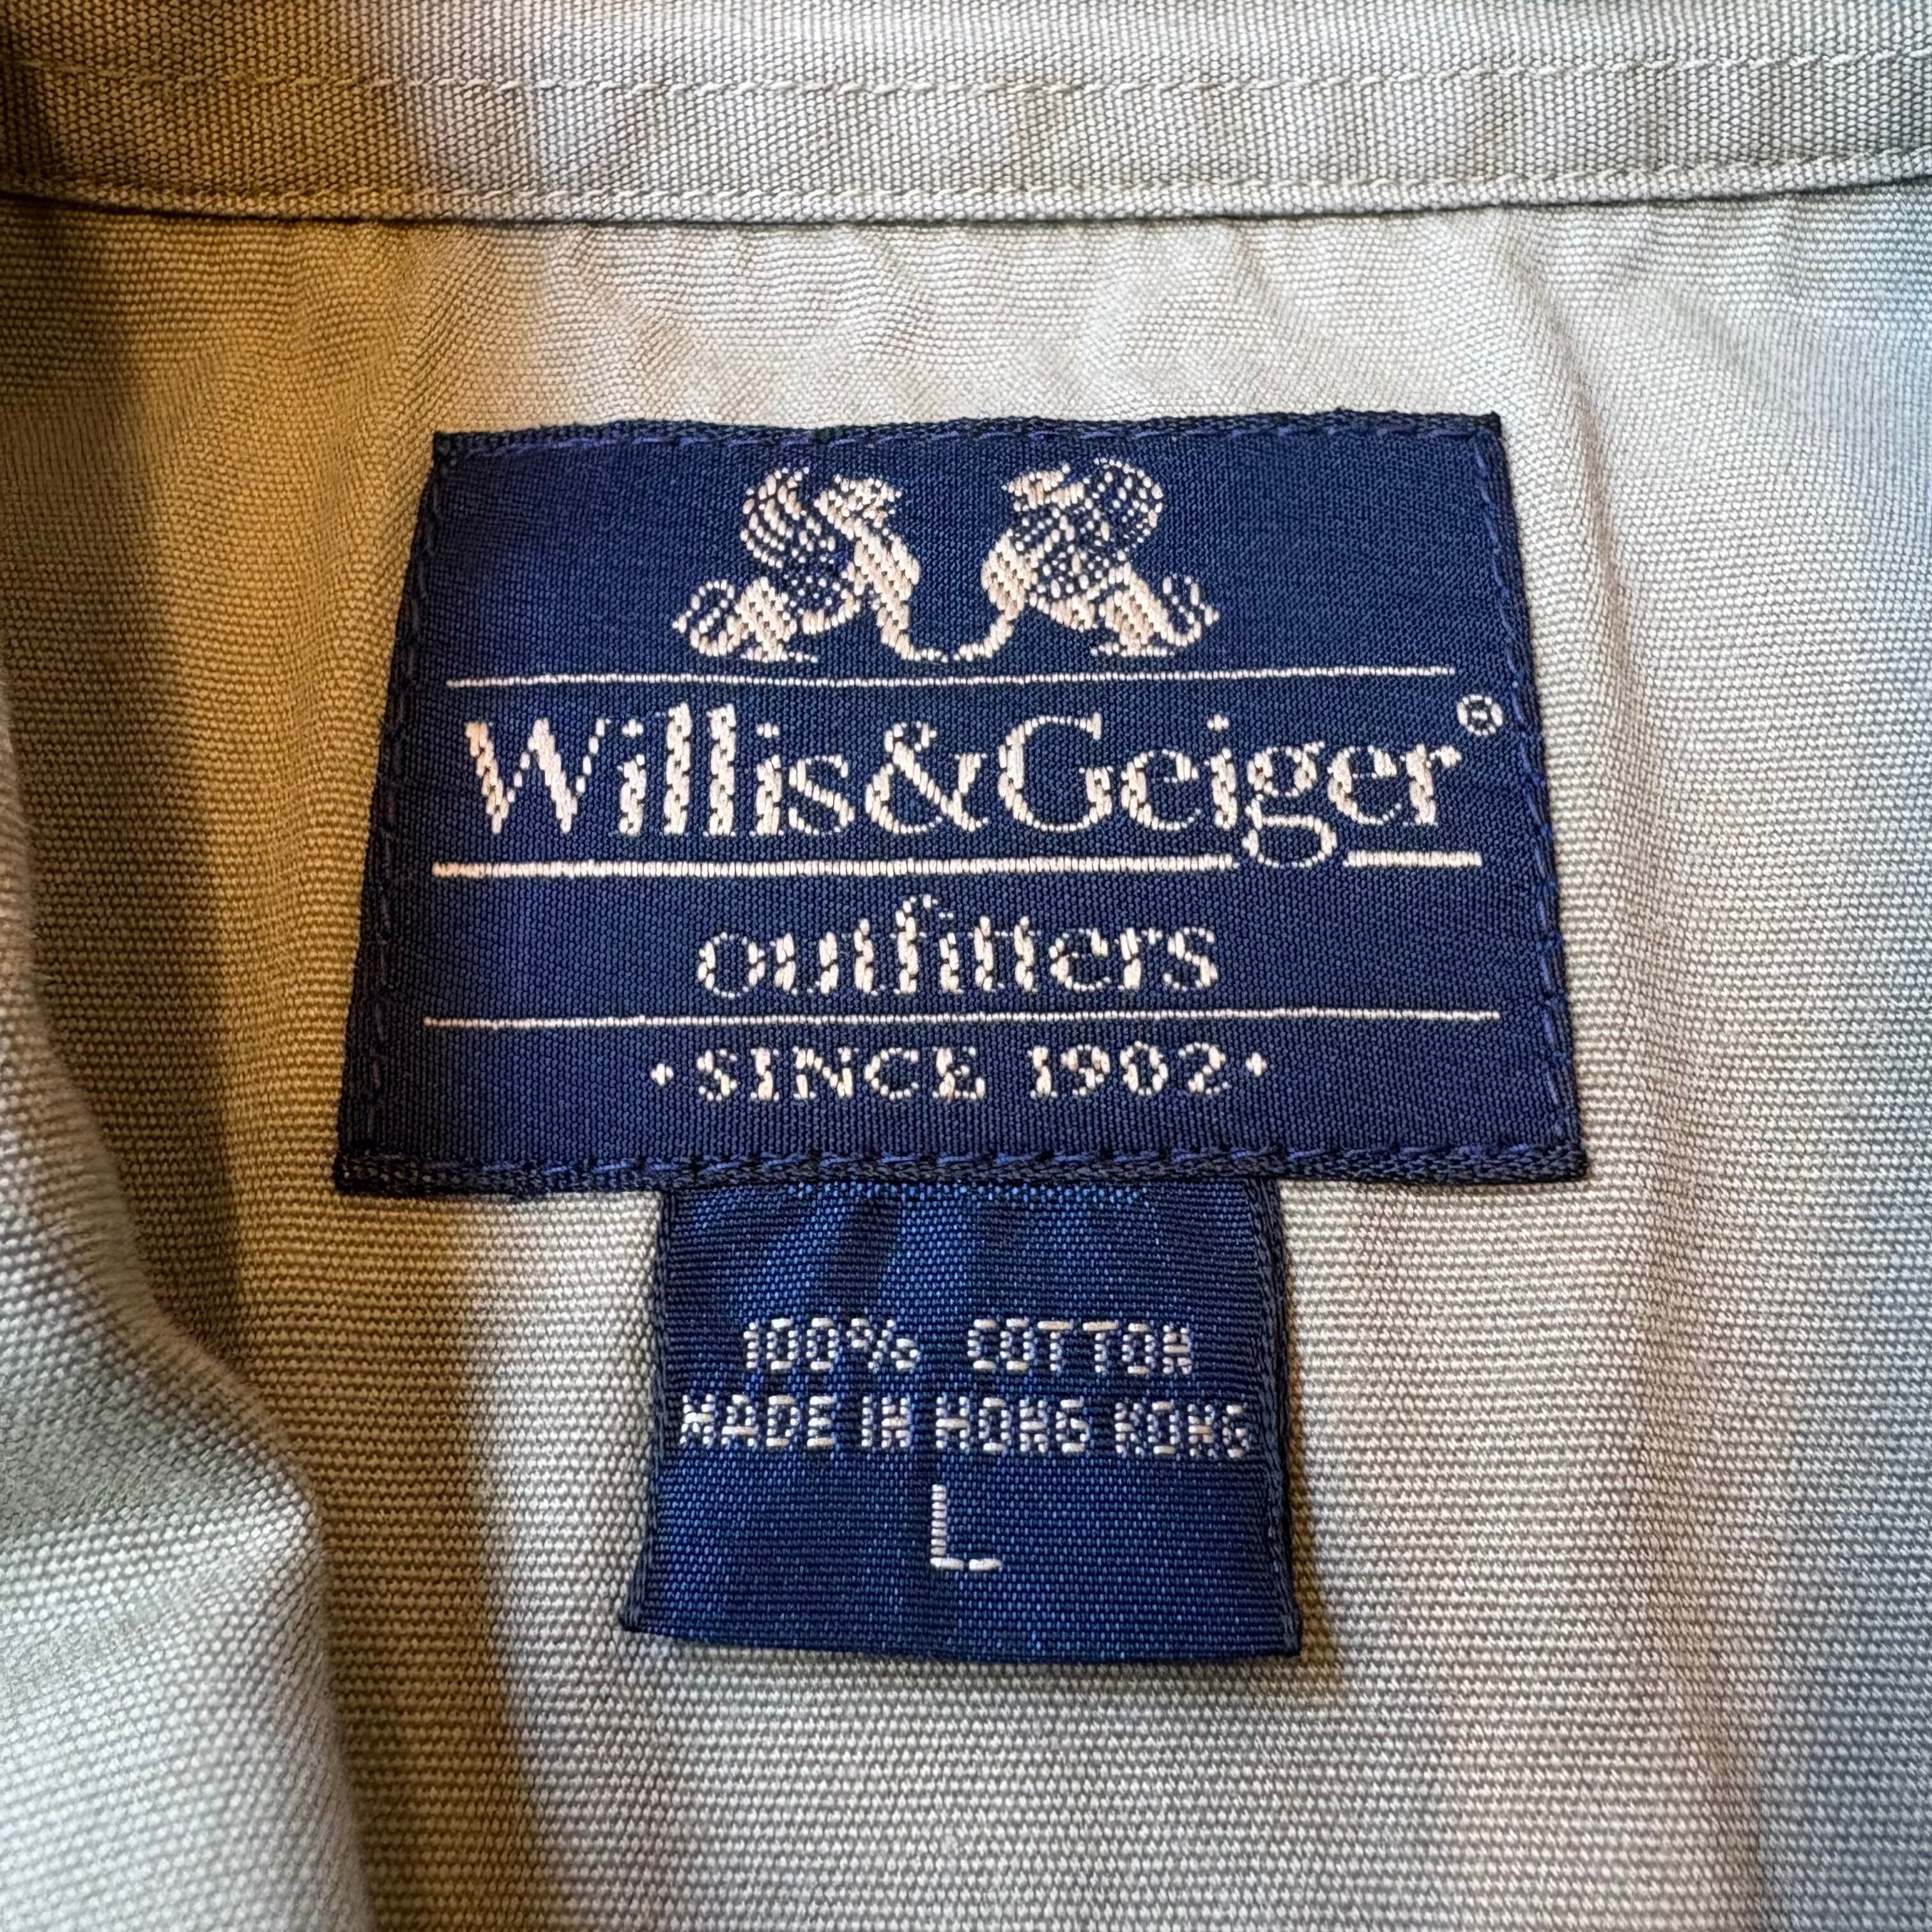 Willis&Geiger®
outfitters
·SINCE 1902·
100% COTTON
MADE IN HONG KONG
L